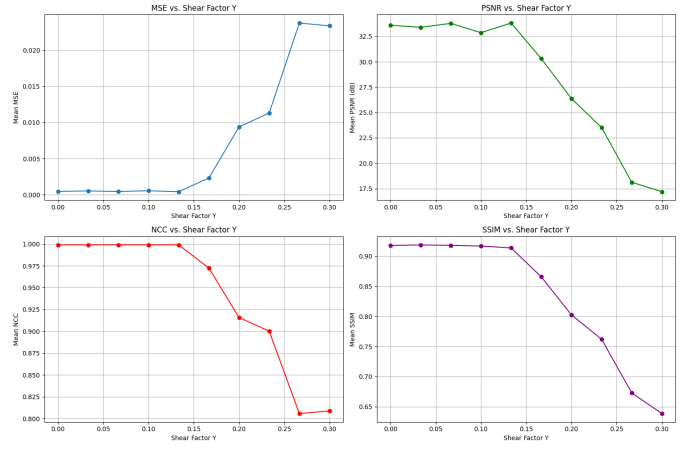 MSE vs. Shear Factor Y
Mean MSE
0.020
0.015
0.010
0.005
0.000
0.00 0.05 0.10 0.15 0.20 0.25 0.30
Shear Factor Y
PSNR vs. Shear Factor Y
Mean PSNR (dB)
32.5
30.0
27.5
25.0
22.5
20.0
17.5
0.00 0.05 0.10 0.15 0.20 0.25 0.30
Shear Factor Y
NCC vs. Shear Factor Y
Mean NCC
1.000
0.975
0.950
0.925
0.900
0.875
0.850
0.825
0.800
0.00 0.05 0.10 0.15 0.20 0.25 0.30
Shear Factor Y
SSIM vs. Shear Factor Y
Mean SSIM
0.90
0.85
0.80
0.75
0.70
0.65
0.00 0.05 0.10 0.15 0.20 0.25 0.30
Shear Factor Y